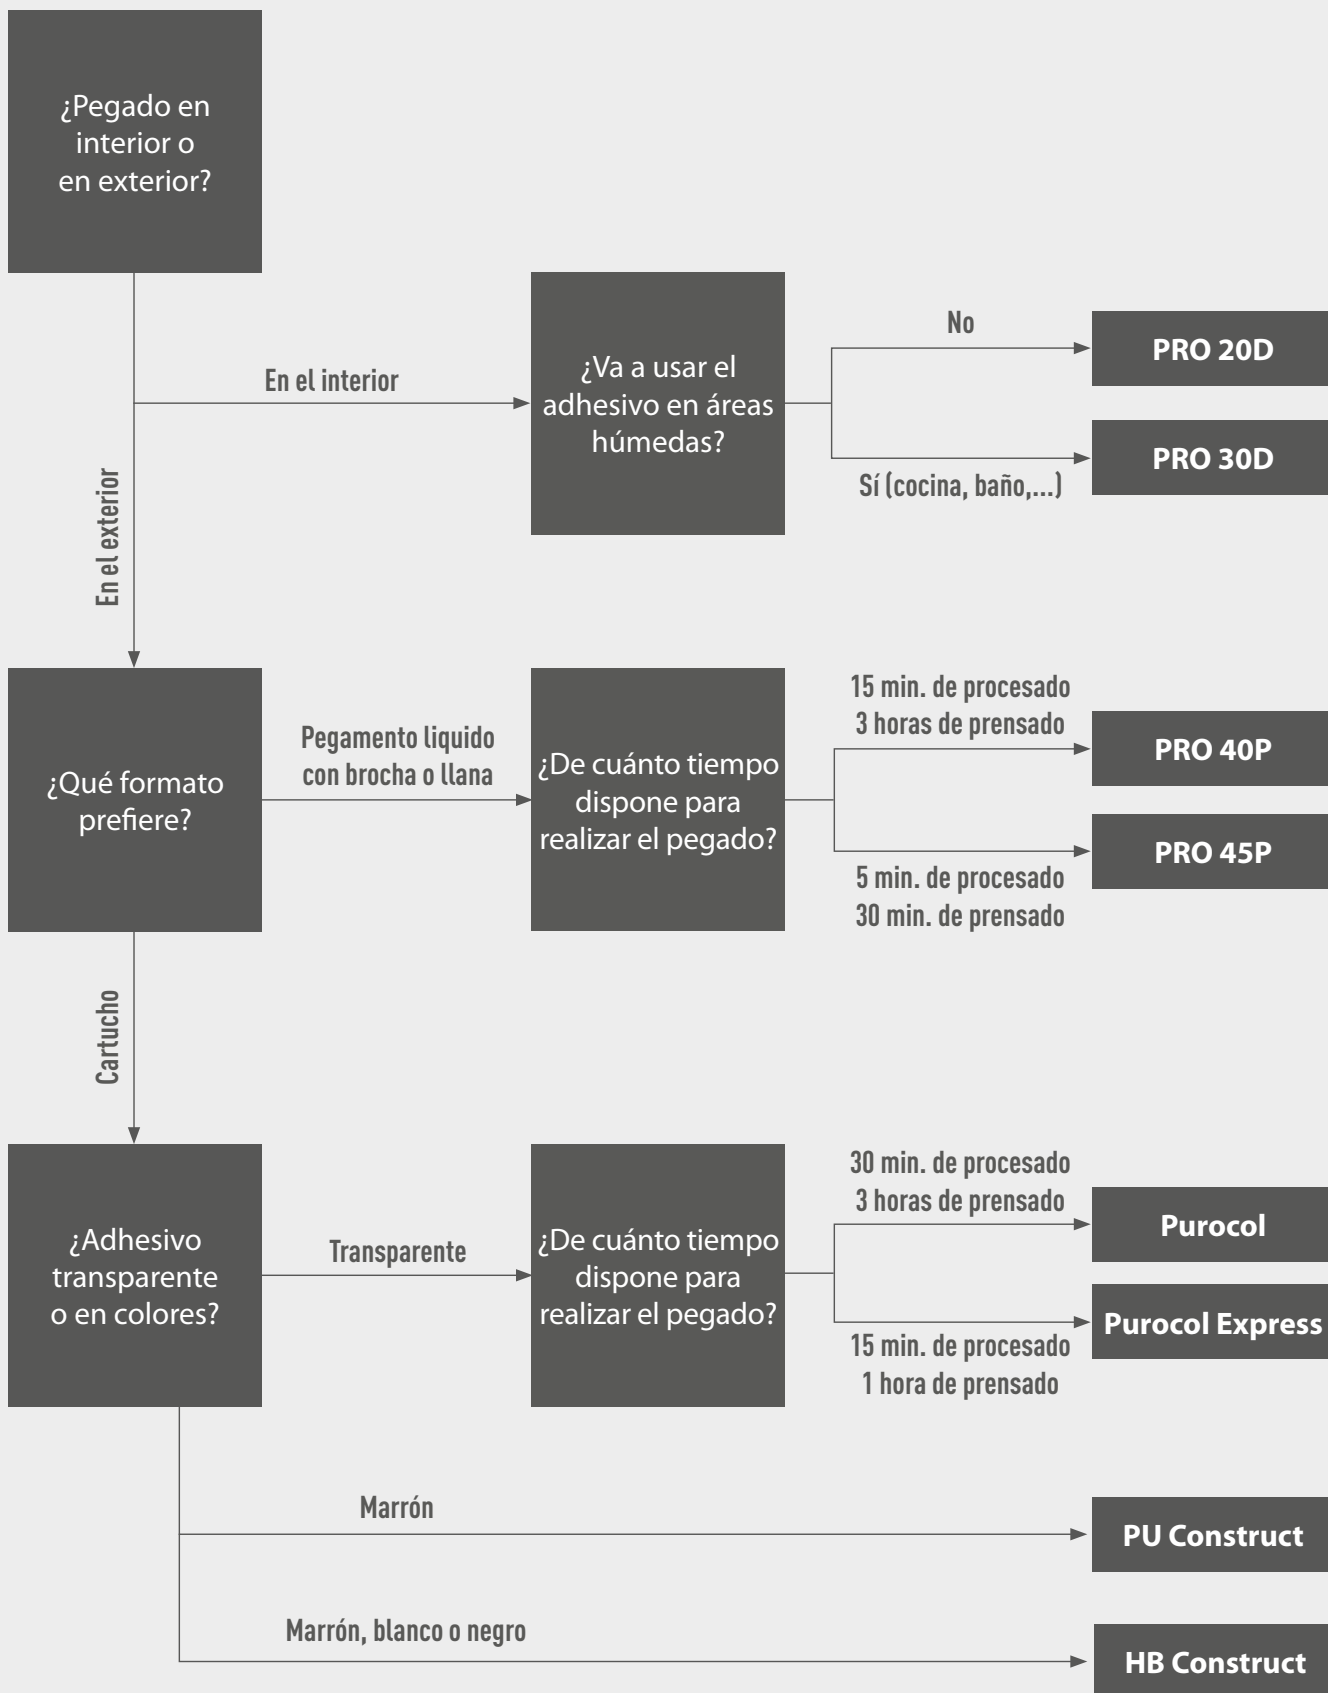 ¿Pegado en
interior o
en exterior?
En el interior
¿Va a usar el
adhesivo en áreas
húmedas?
No
PRO 20D
Sí (cocina, baño,...)
PRO 30D
En el exterior
¿Qué formato
prefiere?
Pegamento liquido
con brocha o llana
¿De cuánto tiempo
dispone para
realizar el pegado?
15 min. de procesado
3 horas de prensado
PRO 40P
5 min. de procesado
30 min. de prensado
PRO 45P
Cartucho
¿Adhesivo
transparente
o en colores?
Transparente
¿De cuánto tiempo
dispone para
realizar el pegado?
30 min. de procesado
3 horas de prensado
Purocol
15 min. de procesado
1 hora de prensado
Purocol Express
Marrón
PU Construct
Marrón, blanco o negro
HB Construct